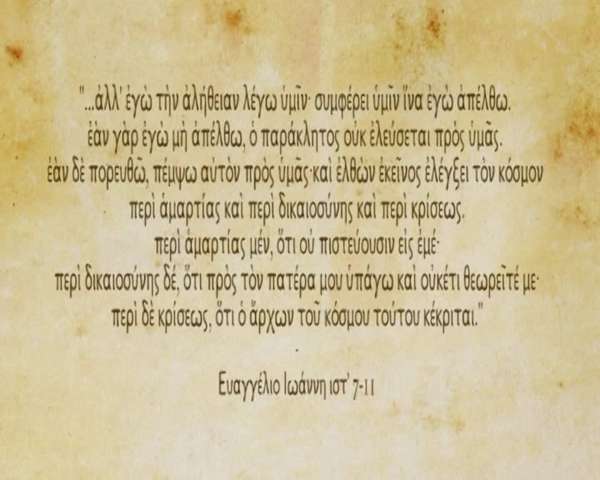 "...ἀλλ' ἐγὼ τὴν ἀλήθειαν λέγω ὑμῖν· συμφέρει ὑμῖν ἵνα ἐγὼ ἀπέλθω.
ἐὰν γὰρ ἐγὼ μὴ ἀπέλθω, ὁ παράκλητος οὐκ ἐλεύσεται πρὸς ὑμᾶς.
ἐὰν δὲ πορευθῶ, πέμψω αὐτὸν πρὸς ὑμᾶς·καὶ ἐλθὼν ἐκεῖνος ἐλέγξει τὸν κόσμον
περὶ ἁμαρτίας καὶ περὶ δικαιοσύνης καὶ περὶ κρίσεως.
περὶ ἁμαρτίας μέν, ὅτι οὐ πιστεύουσιν εἰς ἐμέ·
περὶ δικαιοσύνης δέ, ὅτι πρὸς τὸν πατέρα μου ὑπάγω καὶ οὐκέτι θεωρεῖτέ με·
περὶ δὲ κρίσεως, ὅτι ὁ ἄρχων τοῦ κόσμου τούτου κέκριται."
Ευαγγέλιο Ιωάννη ιστ' 7-11